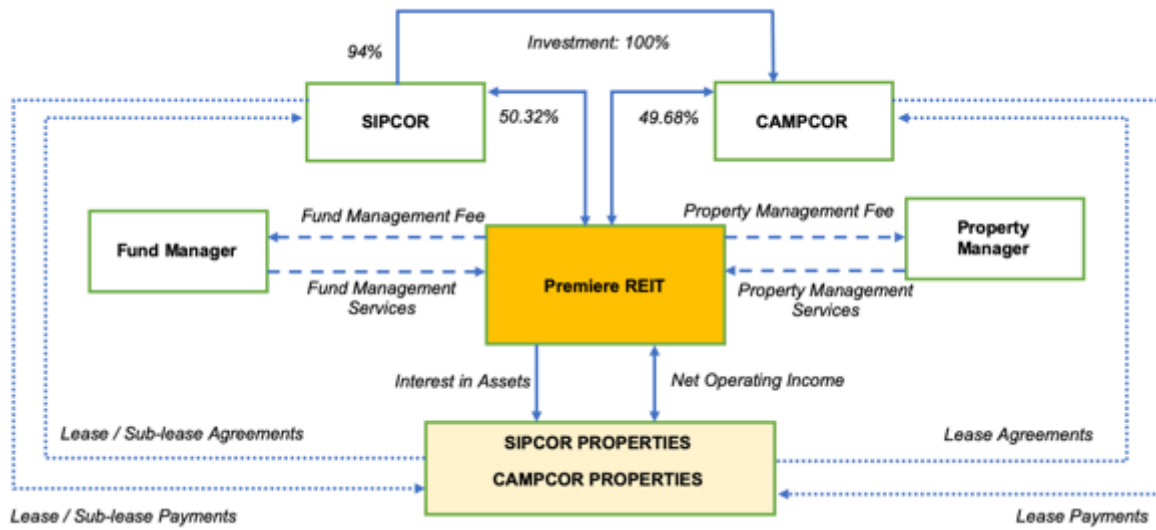 Investment: 100%
94%
SIPCOR
50.32%
49.68%
CAMPCOR
Fund Management Fee
Property Management Fee
Fund Manager
Property
Manager
Premiere REIT
Fund Management
Services
Property Management
Services
Interest in Assets
Net Operating Income
Lease / Sub-lease Agreements
SIPCOR PROPERTIES
CAMPCOR PROPERTIES
Lease Agreements
Lease / Sub-lease Payments
Lease Payments